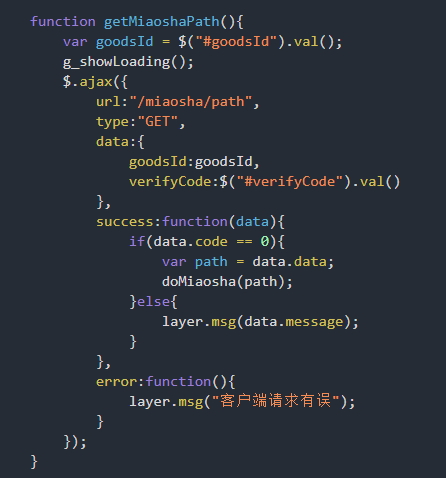 function getMiaoshaPath(){
    var goodsId = $("#goodsId").val();
    g_showLoading();
    $.ajax({
        url:"/miaosha/path",
        type:"GET",
        data:{
            goodsId:goodsId,
            verifyCode:$("#verifyCode").val()
        },
        success:function(data){
            if(data.code == 0){
                var path = data.data;
                doMiaosha(path);
            }else{
                layer.msg(data.message);
            }
        },
        error:function(){
            layer.msg("客户端请求有误");
        }
    });
}